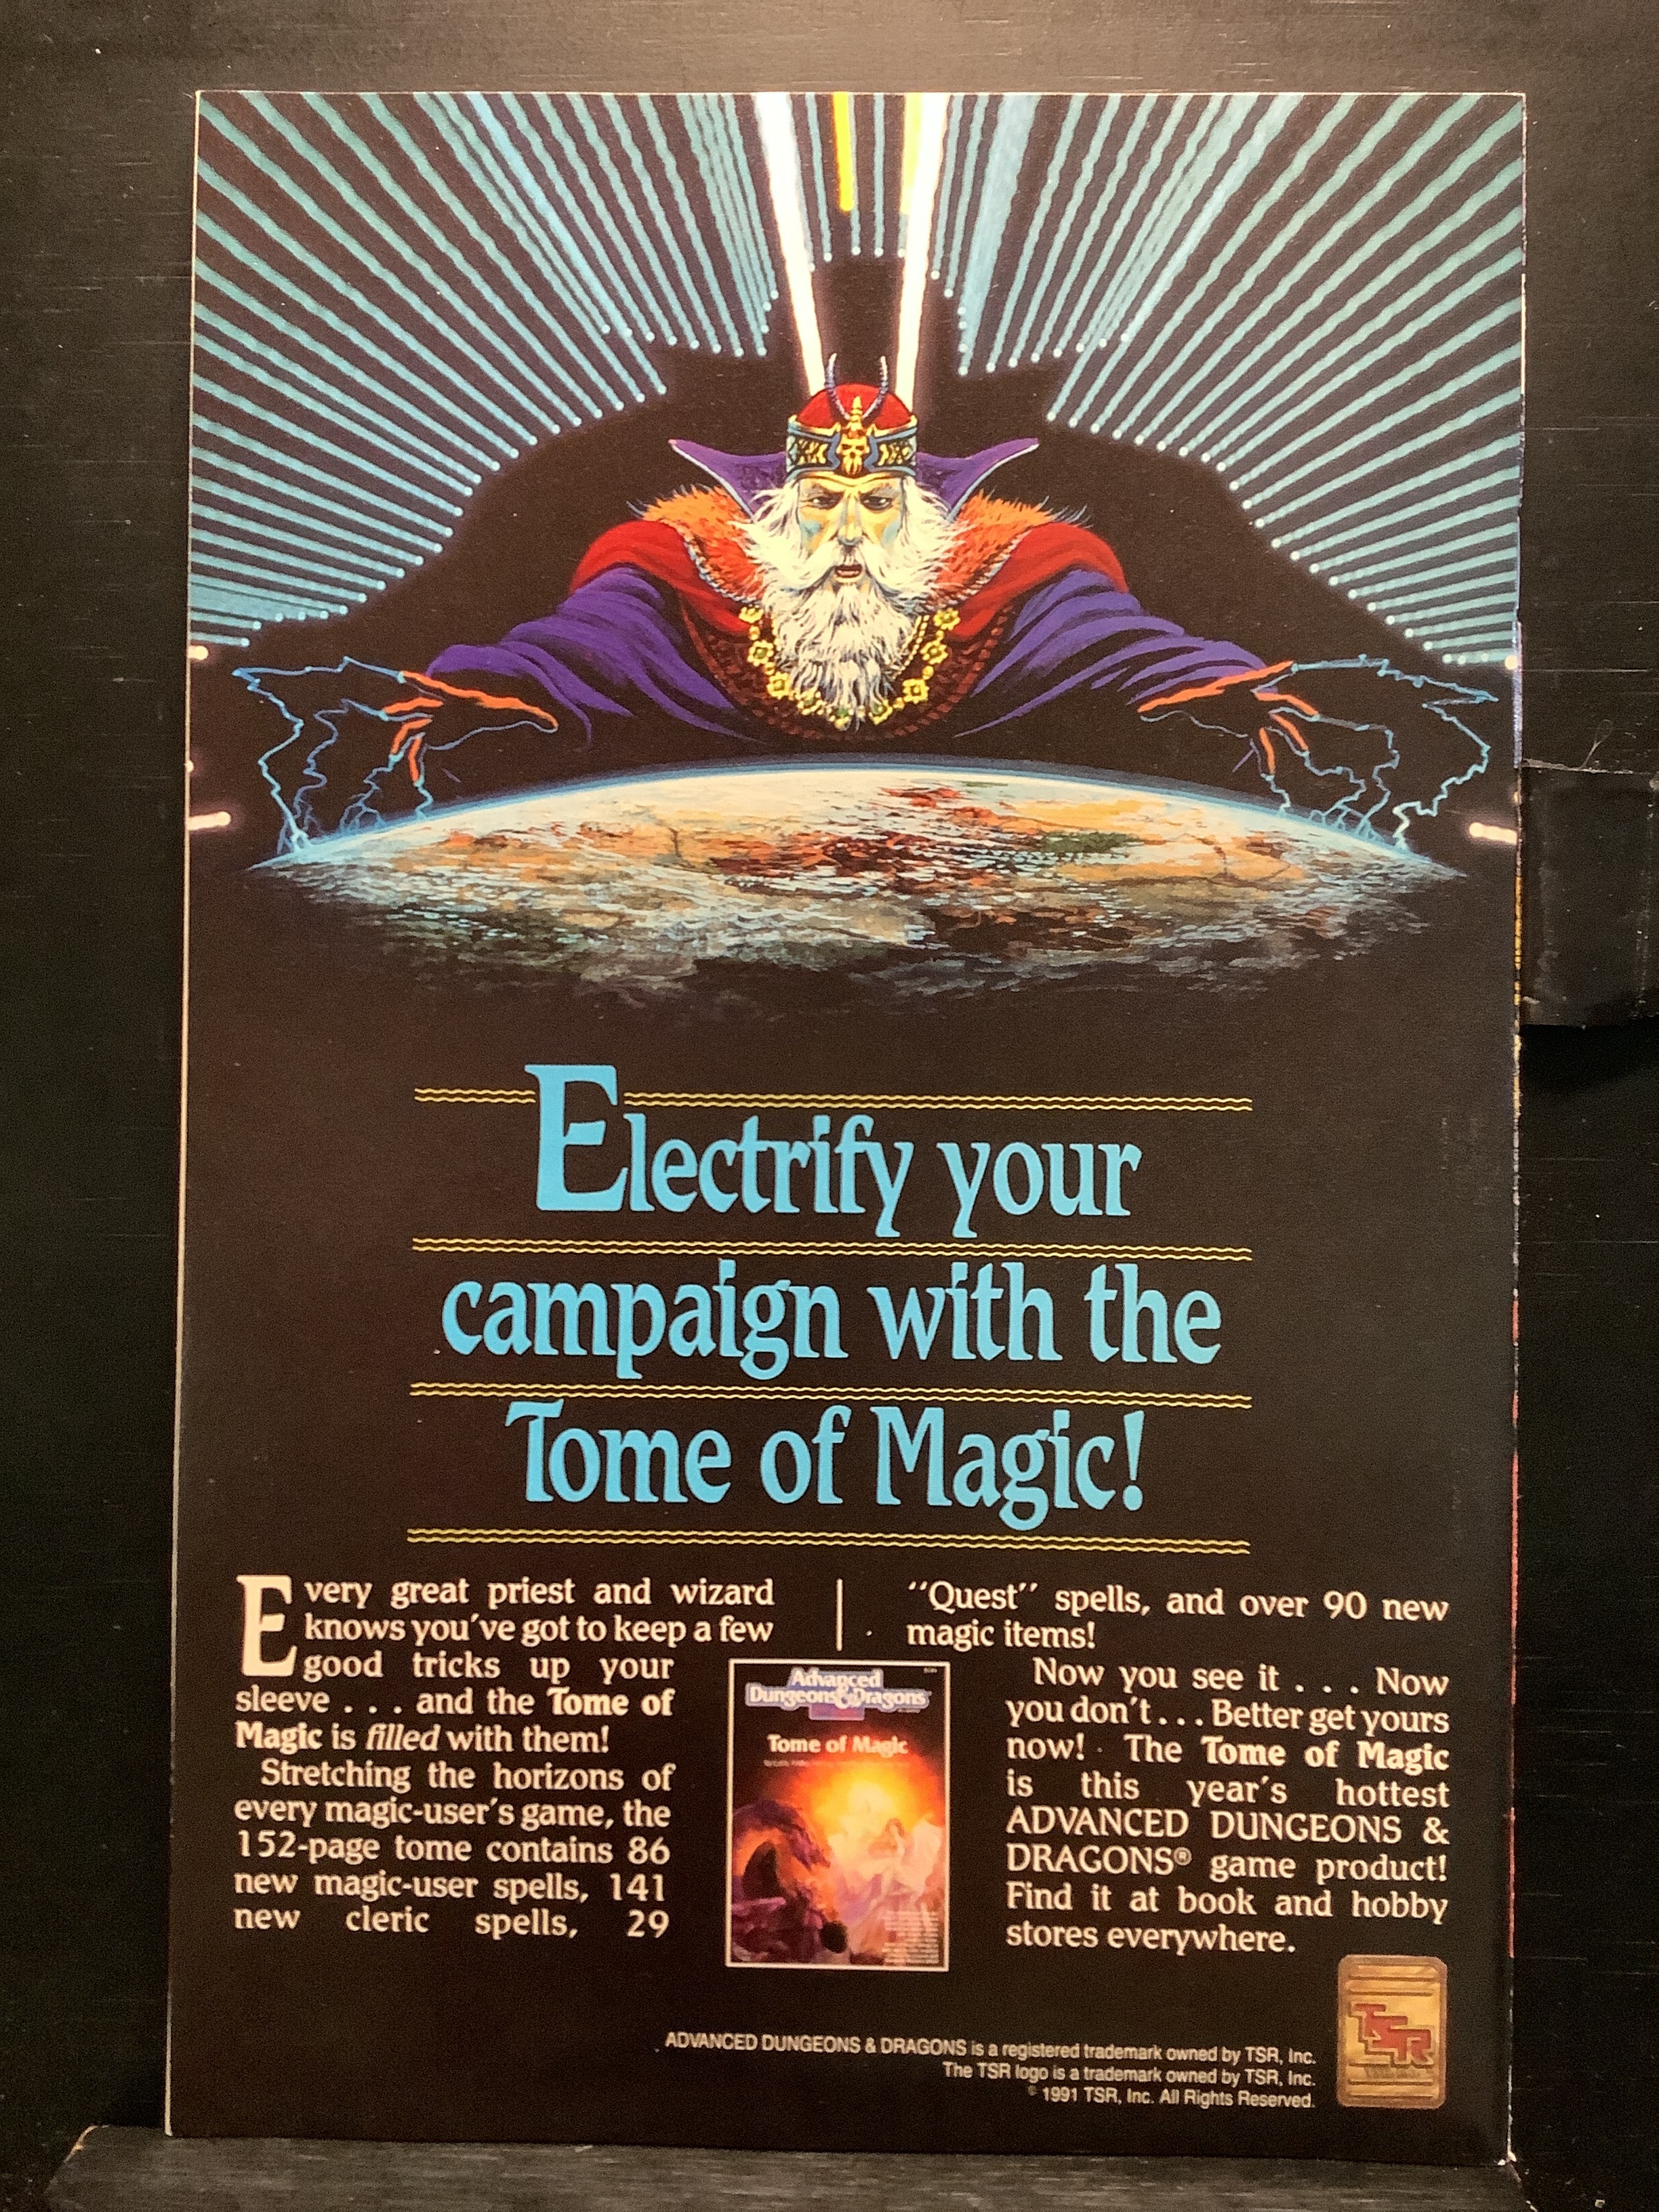 Electrify your
campaign with the
Tome of Magic!
Every great priest and wizard
knows you've got to keep a few
good tricks up your
sleeve . . . and the Tome of
Magic is filled with them!
Stretching the horizons of
every magic-user's game, the
152-page tome contains 86
new magic-user spells, 141
new cleric spells, 29
"Quest" spells, and over 90 new
magic items!
Now you see it . . . Now
you don't . . . Better get yours
now! The Tome of Magic
is this year's hottest
ADVANCED DUNGEONS &
DRAGONS® game product!
Find it at book and hobby
stores everywhere.
Advanced
Dungeons & Dragons
Tome of Magic
TSR
ADVANCED DUNGEONS & DRAGONS is a registered trademark owned by TSR, Inc.
The TSR logo is a trademark owned by TSR, Inc.
© 1991 TSR, Inc. All Rights Reserved.